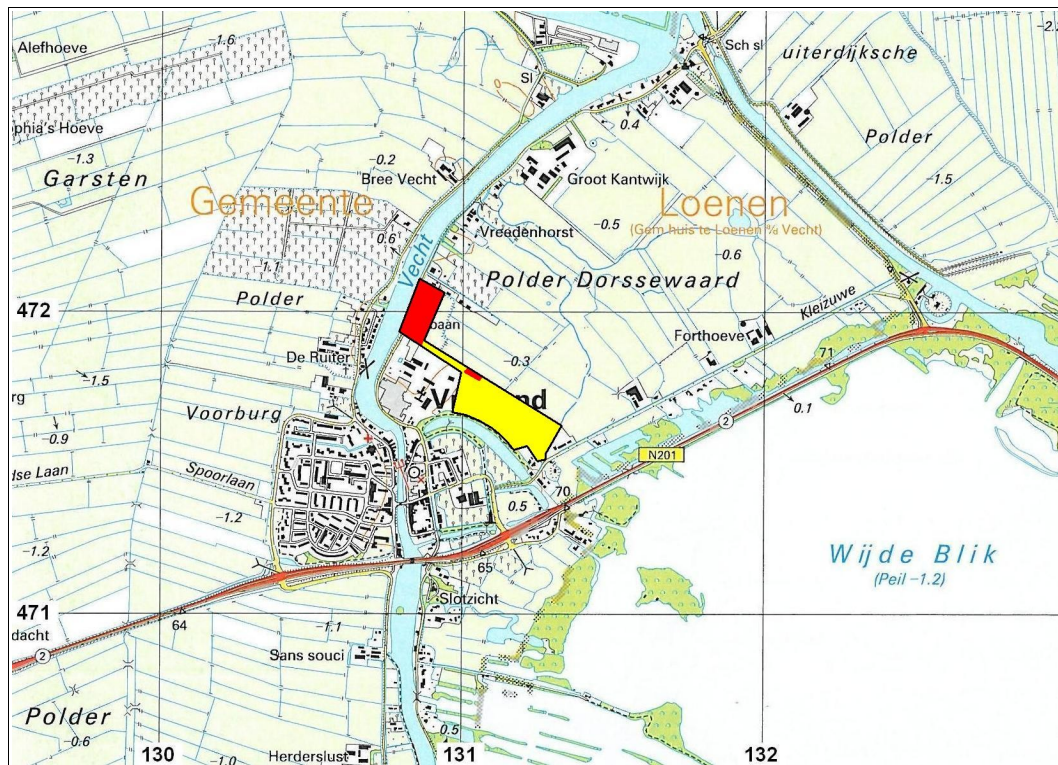 Alefhoeve
-1.6
Sch sl
uiterdijksche
Sl
phia's Hoeve
0.4
Polder
-1.3
-0.2
Garsten
Bree Vecht
Groot Kantwijk
-1.5
Gemeente
Loenen
-0.5
(Gem huis te Loenen a/d Vecht)
Vreedenhorst
0.6
-0.6
Vecht
1.1
Polder Dorssewaard
Polder
472
Kleizuwe
baan
Forthoeve
De Ruiter
-0.3
71
-1.5
rg
0.1
Voorburg
2
-0.9
N201
dse Laan
Spoorlaan
70
-1.2
0.5
-1.2
Wijde Blik
(Peil -1.2)
65
Slotzicht
471
64
-1.1
dacht
2
Sans souci
Polder
-0.6
0.5
130
-1.0
Herderslust
131
132